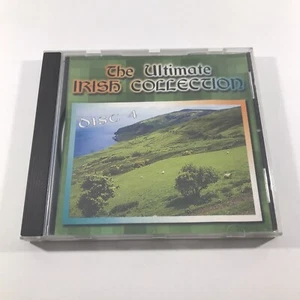 The Ultimate
IRISH COLLECTION
DISC 4